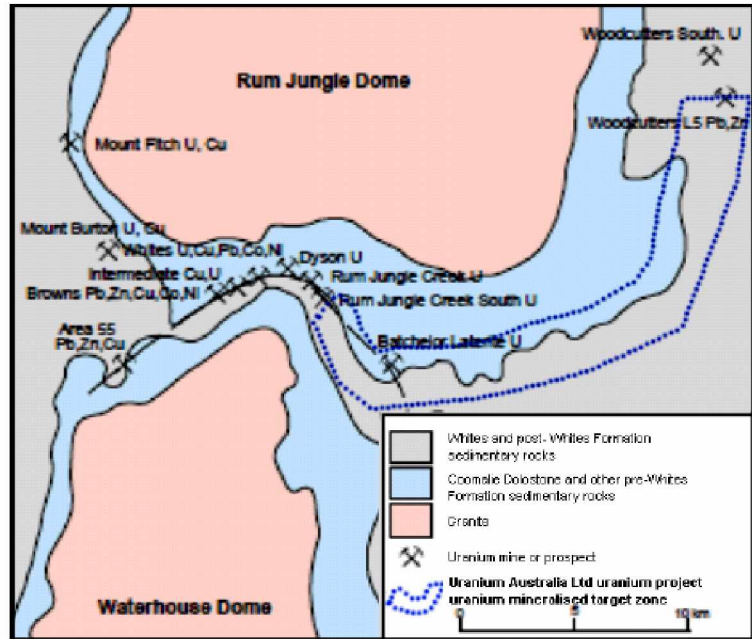 Woodcutters South. U
Rum Jungle Dome
Woodcutters L5 Pb,Zn
Mount Fitch U, Cu
Mount Burton U, Cu
Whites U,Cu,Pb,Co,Ni
Dyson U
Intermediate Cu,U
Rum Jungle Creek U
Browns Pb,Zn,Cu,Co,Ni
Rum Jungle Creek South U
Area 55
Pb,Zn,Cu
Batchelor Laterite U
Whites and post- Whites Formation
sedimentary rocks
Coomalie Dolostone and other pre-Whites
Formation sedimentary rocks
Granite
Uranium mine or prospect
Uranium Australia Ltd uranium project
uranium mineralised target zone
Waterhouse Dome
0 5 10 km